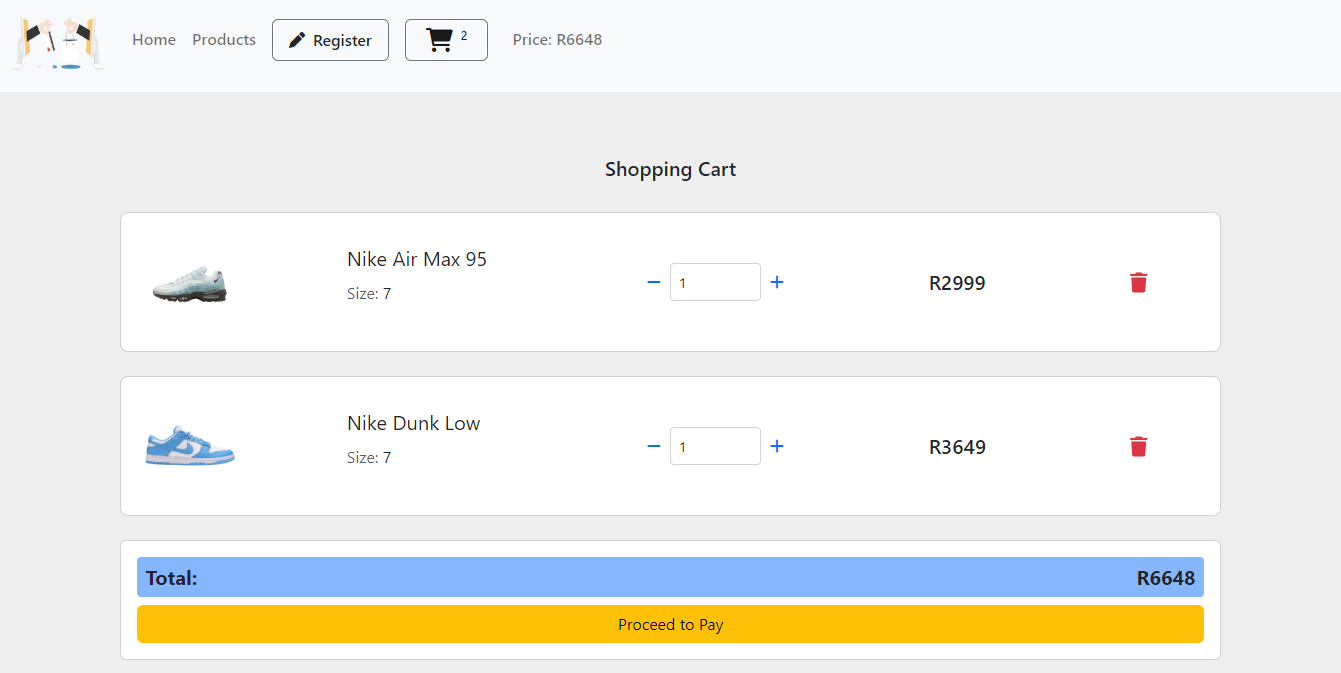 Home Products Register 2 Price: R6648
Shopping Cart
Nike Air Max 95
Size: 7
1
R2999
Nike Dunk Low
Size: 7
1
R3649
Total: R6648
Proceed to Pay